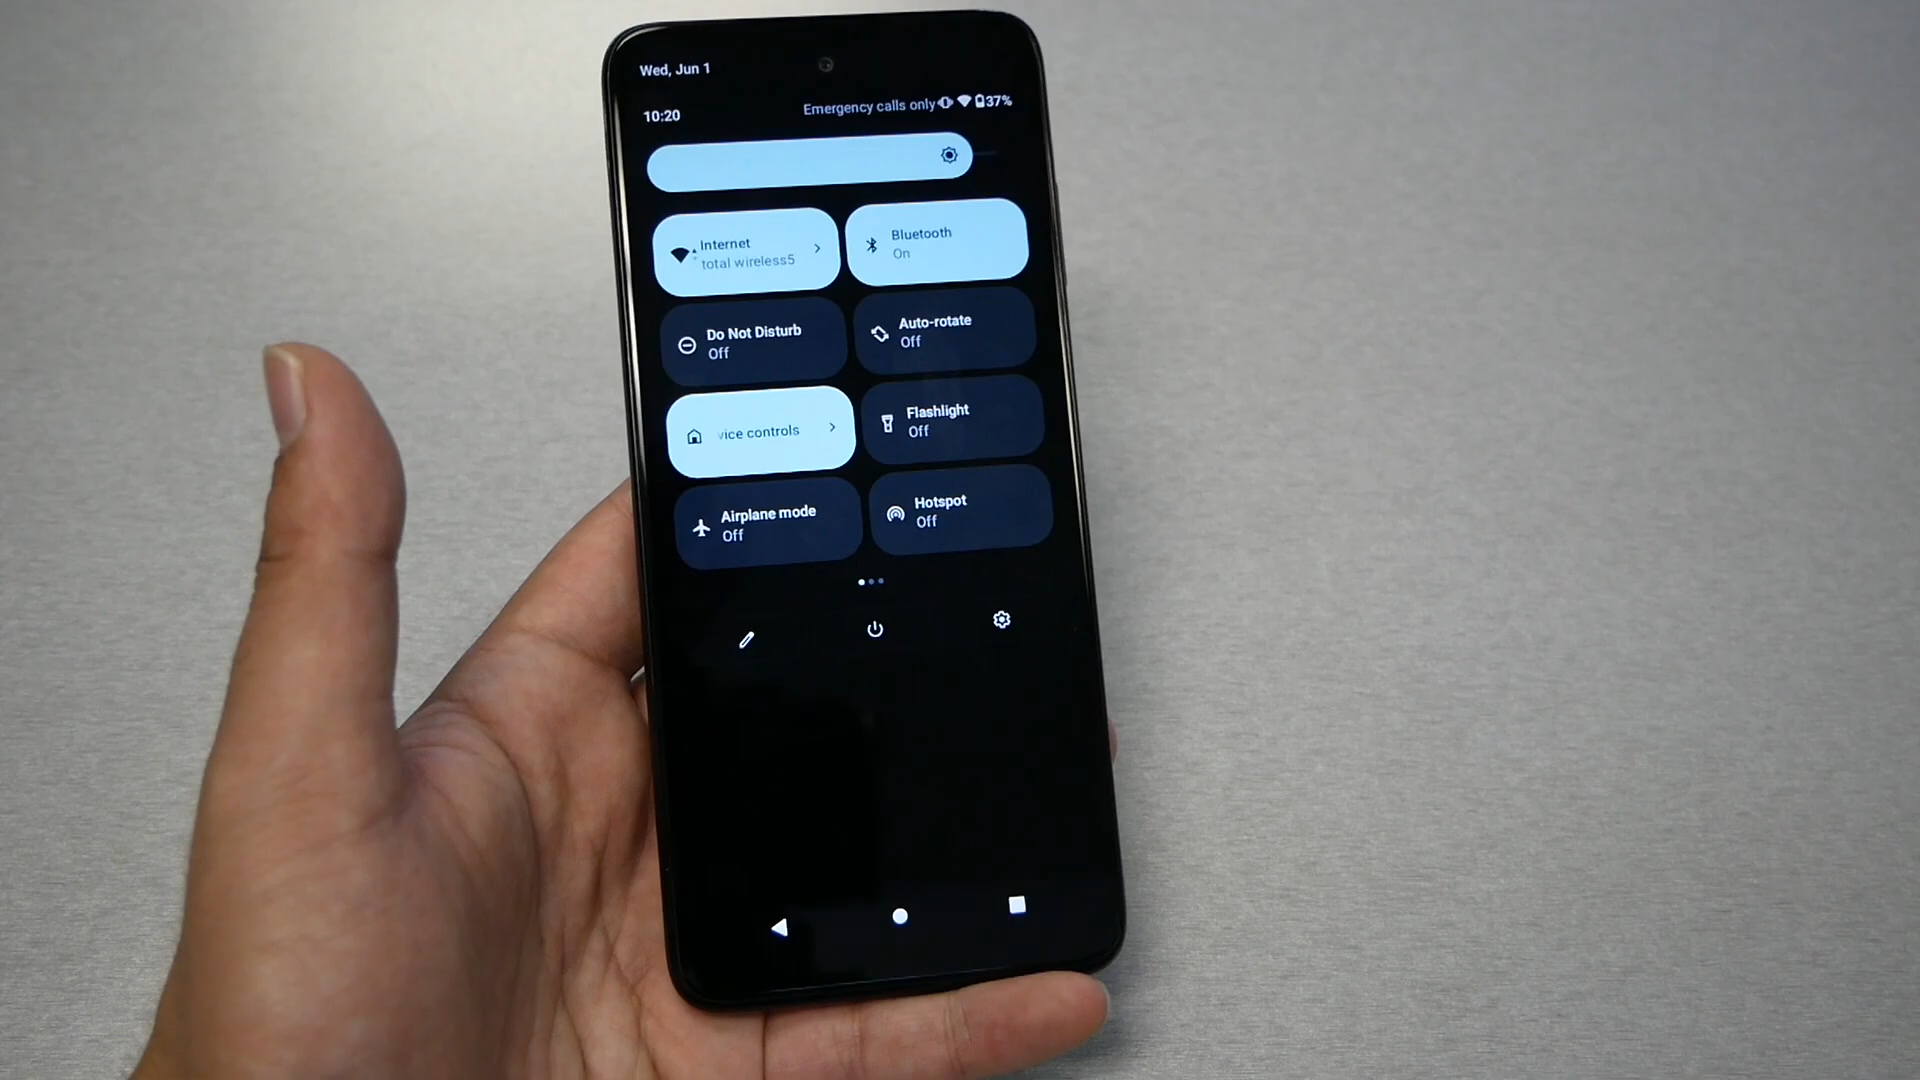 Wed, Jun 1
10:20
Emergency calls only 37%
Internet
total wireless5
Bluetooth
On
Do Not Disturb
Off
Auto-rotate
Off
vice controls
Flashlight
Off
Airplane mode
Off
Hotspot
Off